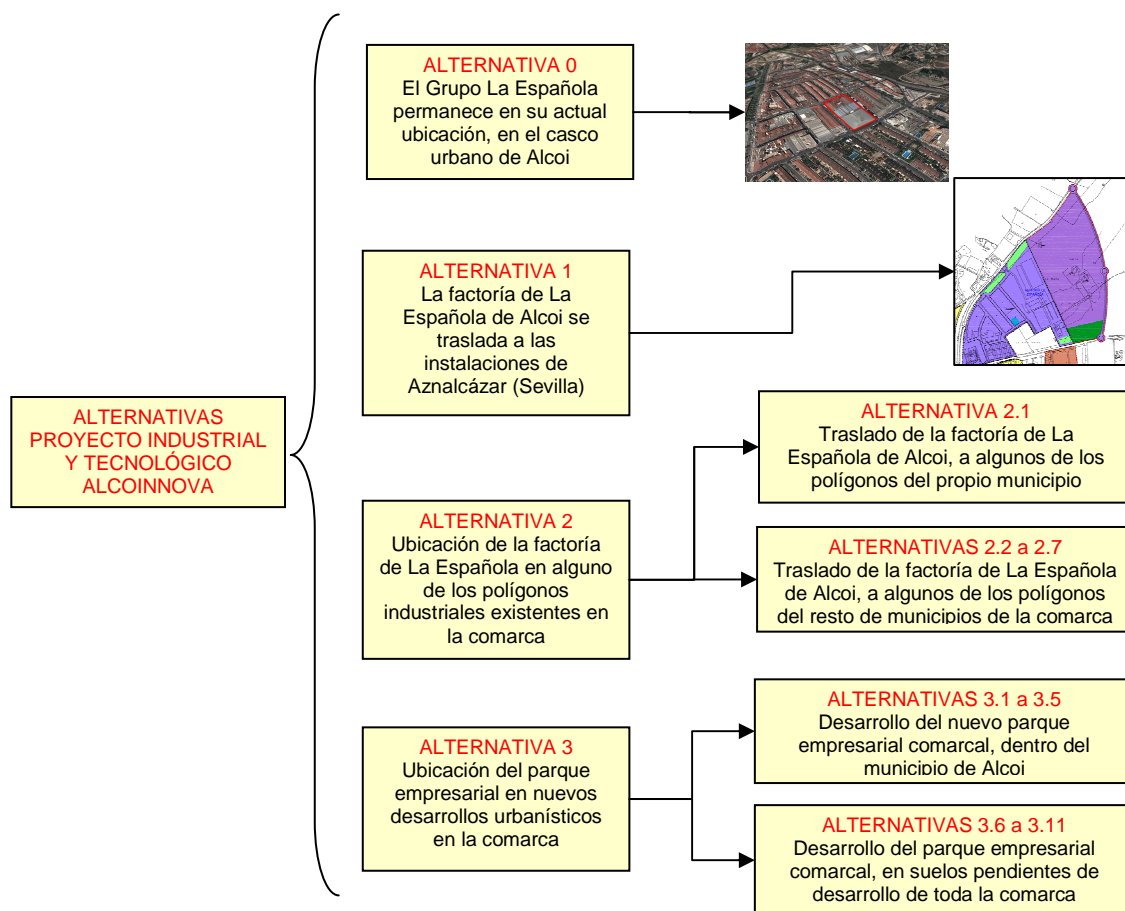 ALTERNATIVA 0
El Grupo La Española
permanece en su actual
ubicación, en el casco
urbano de Alcoi
ALTERNATIVA 1
La factoría de La
Española de Alcoi se
traslada a las
instalaciones de
Aznalcázar (Sevilla)
ALTERNATIVAS
PROYECTO INDUSTRIAL
Y TECNOLÓGICO
ALCOINNOVA
ALTERNATIVA 2
Ubicación de la factoría
de La Española en alguno
de los polígonos
industriales existentes en
la comarca
ALTERNATIVA 2.1
Traslado de la factoría de La
Española de Alcoi, a algunos de los
polígonos del propio municipio
ALTERNATIVAS 2.2 a 2.7
Traslado de la factoría de La Española
de Alcoi, a algunos de los polígonos
del resto de municipios de la comarca
ALTERNATIVA 3
Ubicación del parque
empresarial en nuevos
desarrollos urbanísticos
en la comarca
ALTERNATIVAS 3.1 a 3.5
Desarrollo del nuevo parque
empresarial comarcal, dentro del
municipio de Alcoi
ALTERNATIVAS 3.6 a 3.11
Desarrollo del parque empresarial
comarcal, en suelos pendientes de
desarrollo de toda la comarca